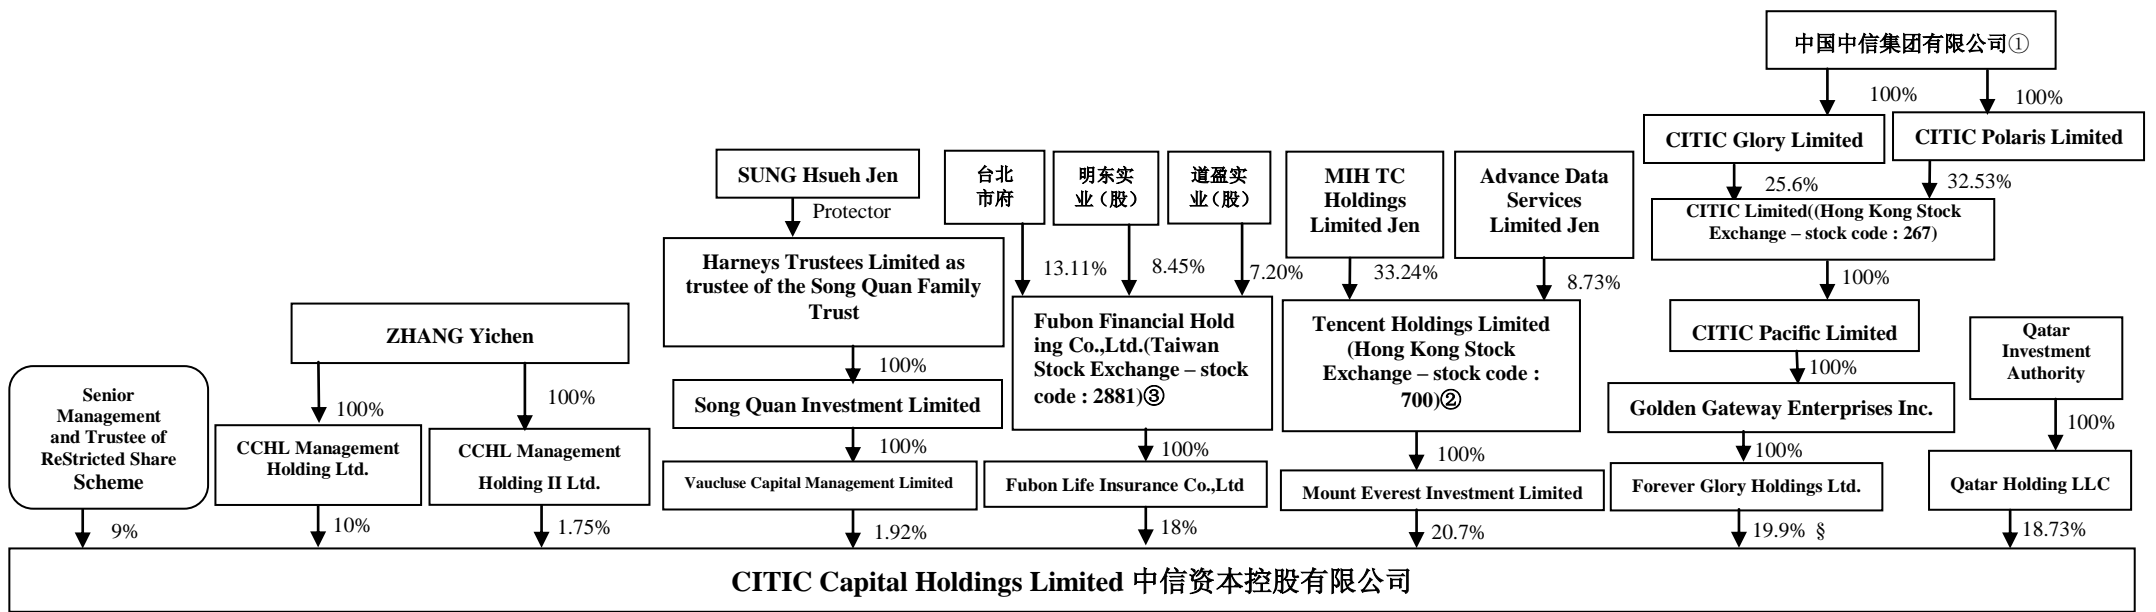 中国中信集团有限公司①
100%
100%
CITIC Glory Limited
CITIC Polaris Limited
25.6%
32.53%
CITIC Limited((Hong Kong Stock
Exchange – stock code : 267)
100%
CITIC Pacific Limited
100%
Golden Gateway Enterprises Inc.
100%
Forever Glory Holdings Ltd.
19.9% §
SUNG Hsueh Jen
Protector
Harneys Trustees Limited as
trustee of the Song Quan Family
Trust
100%
Song Quan Investment Limited
100%
Vaucluse Capital Management Limited
1.92%
台北
市府
明东实
业（股）
道盈实
业（股）
13.11%
8.45%
7.20%
Fubon Financial Hold
ing Co.,Ltd.(Taiwan
Stock Exchange – stock
code : 2881)③
100%
Fubon Life Insurance Co.,Ltd
18%
MIH TC
Holdings
Limited Jen
Advance Data
Services
Limited Jen
33.24%
8.73%
Tencent Holdings Limited
(Hong Kong Stock
Exchange – stock code :
700)②
100%
Mount Everest Investment Limited
20.7%
Qatar
Investment
Authority
100%
Qatar Holding LLC
18.73%
ZHANG Yichen
100%
100%
CCHL Management
Holding Ltd.
CCHL Management
Holding II Ltd.
10%
1.75%
Senior
Management
and Trustee of
ReStricted Share
Scheme
9%
CITIC Capital Holdings Limited 中信资本控股有限公司